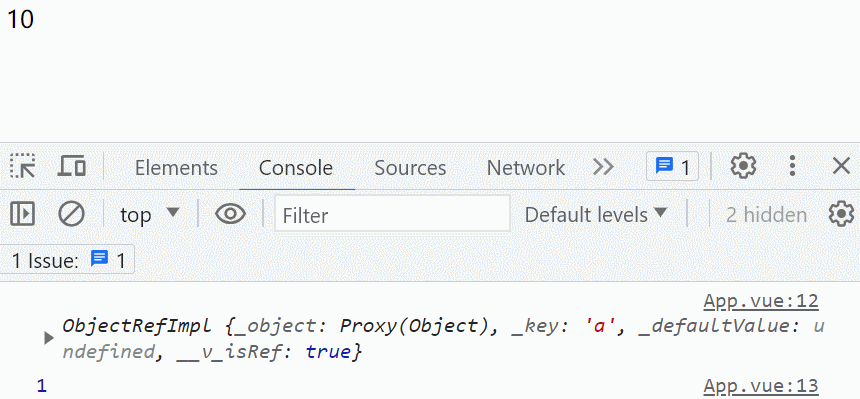 10
Elements Console Sources Network 1
top Filter Default levels 2 hidden
1 Issue: 1
App.vue:12
ObjectRefImpl {_object: Proxy(Object), _key: 'a', _defaultValue: u
ndefined, __v_isRef: true}
1 App.vue:13